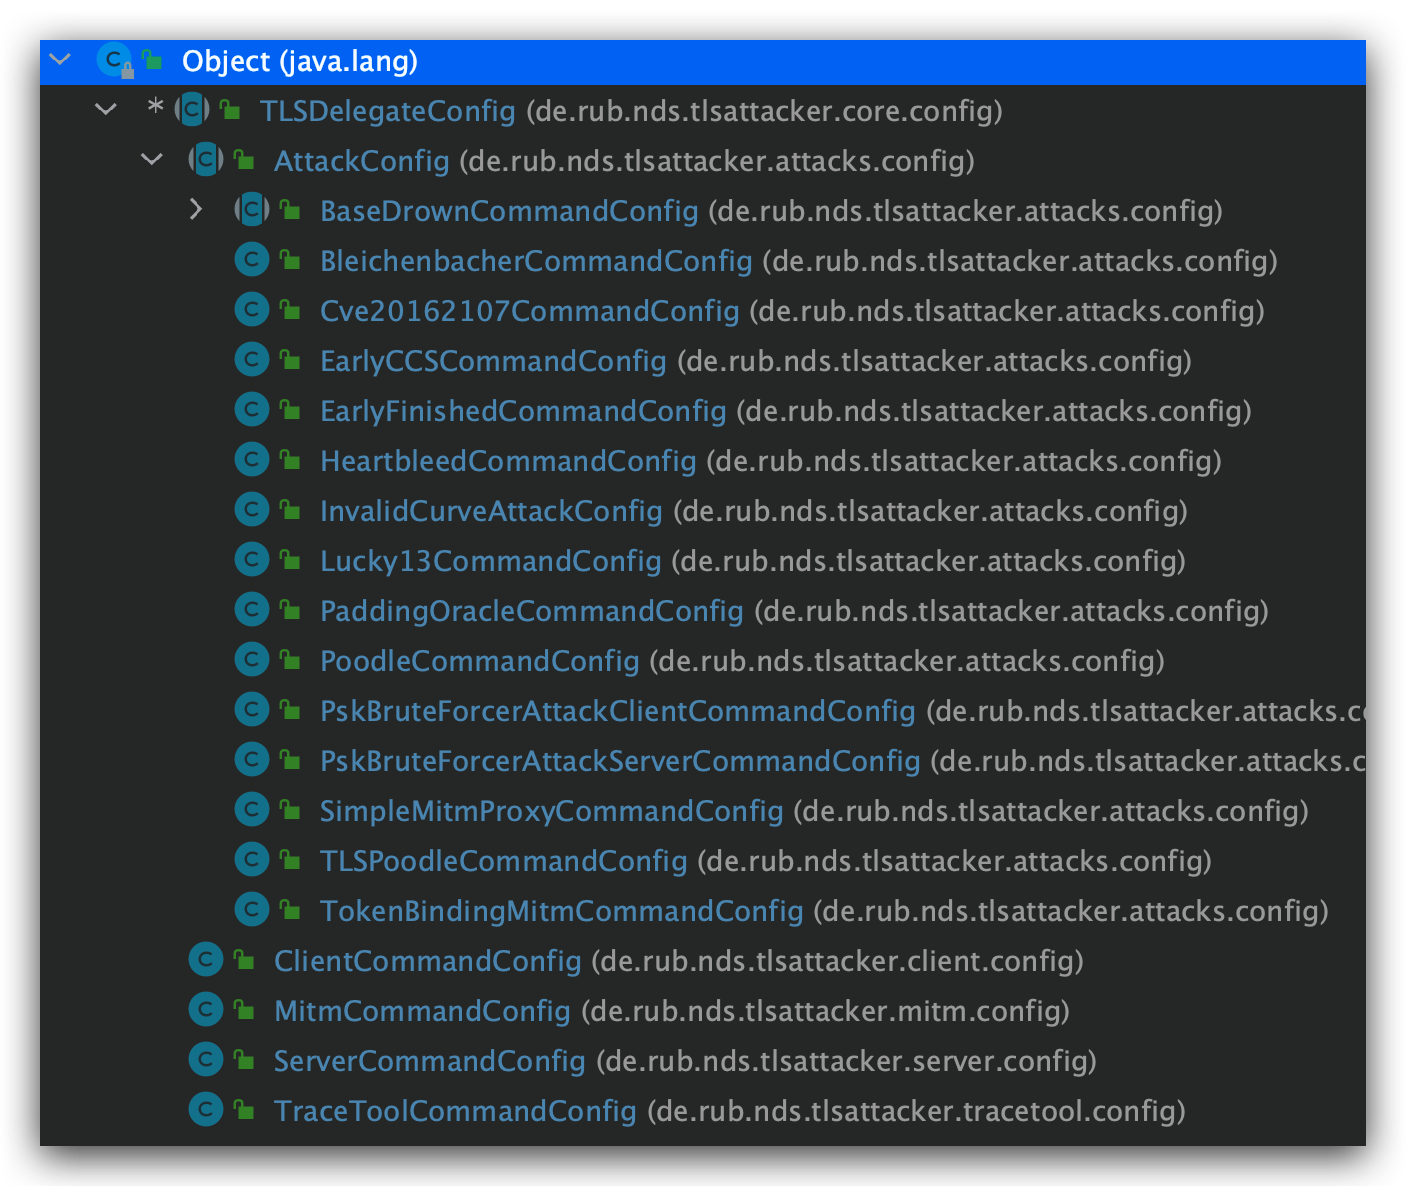 Object (java.lang)
* TLSDelegateConfig (de.rub.nds.tlsattacker.core.config)
AttackConfig (de.rub.nds.tlsattacker.attacks.config)
BaseDrownCommandConfig (de.rub.nds.tlsattacker.attacks.config)
BleichenbacherCommandConfig (de.rub.nds.tlsattacker.attacks.config)
Cve20162107CommandConfig (de.rub.nds.tlsattacker.attacks.config)
EarlyCCSCommandConfig (de.rub.nds.tlsattacker.attacks.config)
EarlyFinishedCommandConfig (de.rub.nds.tlsattacker.attacks.config)
HeartbleedCommandConfig (de.rub.nds.tlsattacker.attacks.config)
InvalidCurveAttackConfig (de.rub.nds.tlsattacker.attacks.config)
Lucky13CommandConfig (de.rub.nds.tlsattacker.attacks.config)
PaddingOracleCommandConfig (de.rub.nds.tlsattacker.attacks.config)
PoodleCommandConfig (de.rub.nds.tlsattacker.attacks.config)
PskBruteForcerAttackClientCommandConfig (de.rub.nds.tlsattacker.attacks.co
PskBruteForcerAttackServerCommandConfig (de.rub.nds.tlsattacker.attacks.c
SimpleMitmProxyCommandConfig (de.rub.nds.tlsattacker.attacks.config)
TLSPoodleCommandConfig (de.rub.nds.tlsattacker.attacks.config)
TokenBindingMitmCommandConfig (de.rub.nds.tlsattacker.attacks.config)
ClientCommandConfig (de.rub.nds.tlsattacker.client.config)
MitmCommandConfig (de.rub.nds.tlsattacker.mitm.config)
ServerCommandConfig (de.rub.nds.tlsattacker.server.config)
TraceToolCommandConfig (de.rub.nds.tlsattacker.tracetool.config)